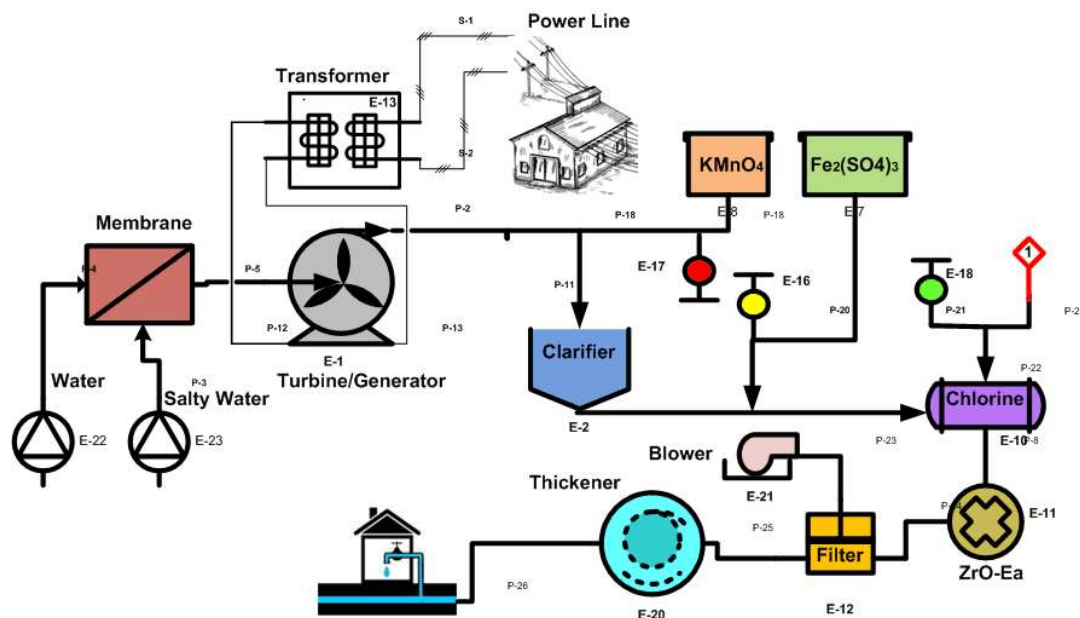 S-1
Power Line
Transformer
E-13
S-2
KMnO4
Fe2(SO4)3
E-8
P-18
E-7
P-2
P-18
Membrane
P-4
P-5
E-17
E-16
E-18
1
P-11
P-20
P-21
P-12
P-13
E-1
Turbine/Generator
Clarifier
P-22
Water
P-3
Salty Water
Chlorine
E-22
E-23
E-2
P-23
E-10
P-8
Blower
E-21
Thickener
E-11
P-25
Filter
ZrO-Ea
P-26
E-20
E-12